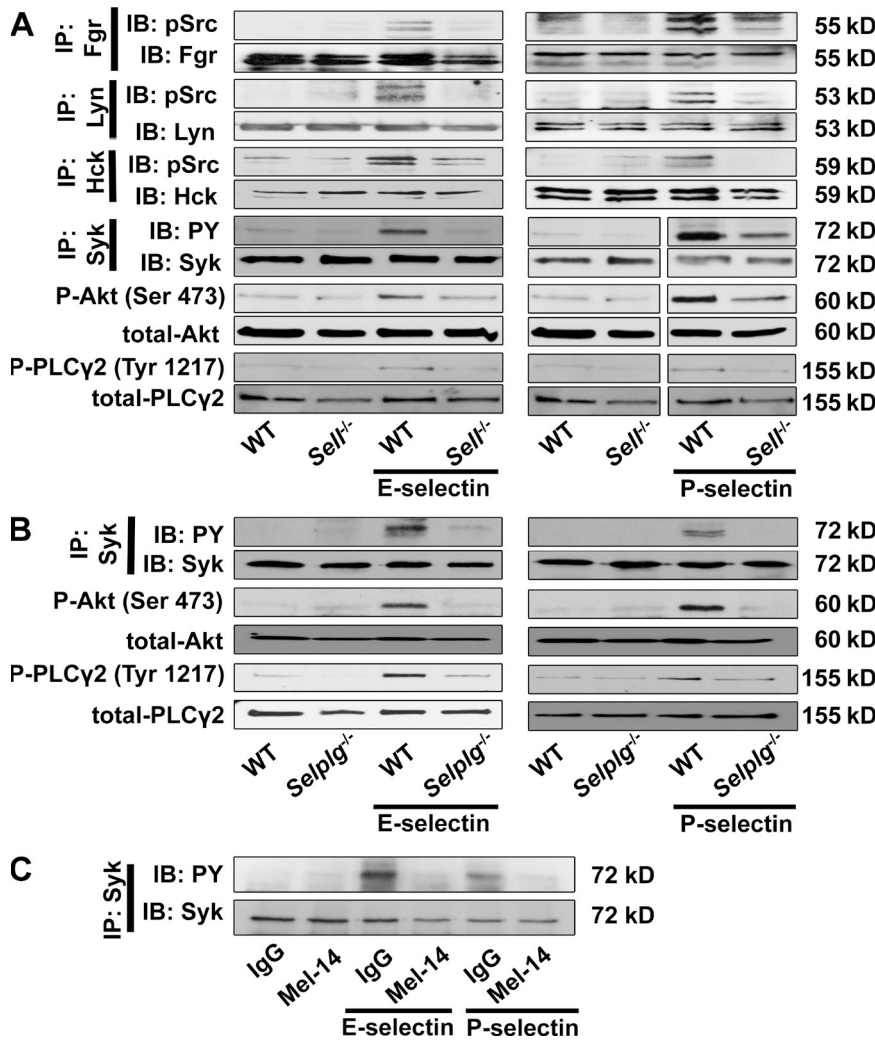 A
IP: Fgr
IB: pSrc 55 kD
IB: Fgr 55 kD
IP: Lyn
IB: pSrc 53 kD
IB: Lyn 53 kD
IP: Hck
IB: pSrc 59 kD
IB: Hck 59 kD
IP: Syk
IB: PY 72 kD
IB: Syk 72 kD
P-Akt (Ser 473) 60 kD
total-Akt 60 kD
P-PLCγ2 (Tyr 1217) 155 kD
total-PLCγ2 155 kD
WT Sell-/- WT Sell-/- WT Sell-/- WT Sell-/-
E-selectin P-selectin
B
IP: Syk
IB: PY 72 kD
IB: Syk 72 kD
P-Akt (Ser 473) 60 kD
total-Akt 60 kD
P-PLCγ2 (Tyr 1217) 155 kD
total-PLCγ2 155 kD
WT Selplg-/- WT Selplg-/- WT Selplg-/- WT Selplg-/-
E-selectin P-selectin
C
IP: Syk
IB: PY 72 kD
IB: Syk 72 kD
IgG Mel-14 IgG Mel-14 IgG Mel-14
E-selectin P-selectin